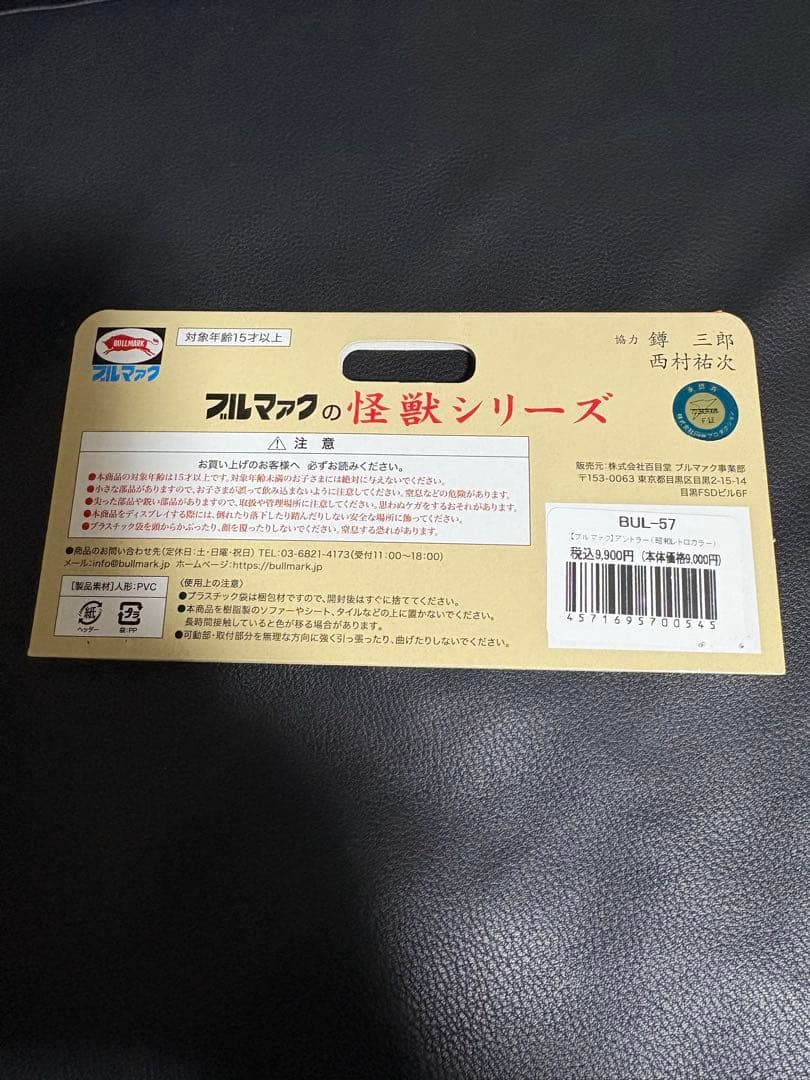 BULLMARK
ブルマァク
対象年齢15才以上
協力 鐏 三郎
西村祐次
ブルマァクの怪獣シリーズ
⚠ 注意
お買い上げのお客様へ 必ずお読みください。
●本商品の対象年齢は15才以上です。対象年齢未満のお子さまには絶対に与えないでください。
●小さな部品がありますので、お子さまが誤って飲み込まないように注意してください。窒息などの危険があります。
●尖った部品や鋭い部品がありますので、取扱や管理場所に注意してください。思わぬケガをするおそれがあります。
●本商品をディスプレイする際には、倒れたり落下したり踏んだりしない安全な場所に飾ってください。
●プラスチック袋を頭からかぶったり、顔を覆ったりしないでください。窒息する恐れがあります。
●商品のお問い合わせ先(定休日:土・日曜・祝日) TEL:03-6821-4173(受付11:00〜18:00)
メール:info@bullmark.jp ホームページ:https://bullmark.jp
[製品素材]人形:PVC
紙
ヘッダー
プラ
袋:PP
〈使用上の注意〉
●プラスチック袋は梱包材ですので、開封後はすぐに捨ててください。
●本商品を樹脂製のソファーやシート、タイルなどの上に置かないでください。
長時間接触していると色が移る場合があります。
●可動部・取付部分を無理な方向に強く引っ張ったり、曲げたりしないでください。
販売元:株式会社百目堂 ブルマァク事業部
〒153-0063 東京都目黒区目黒2-15-14
目黒FSDビル6F
BUL-57
【ブルマァク】アントラー(昭和レトロカラー)
税込9,900円 (本体価格9,000円)
4571695700545